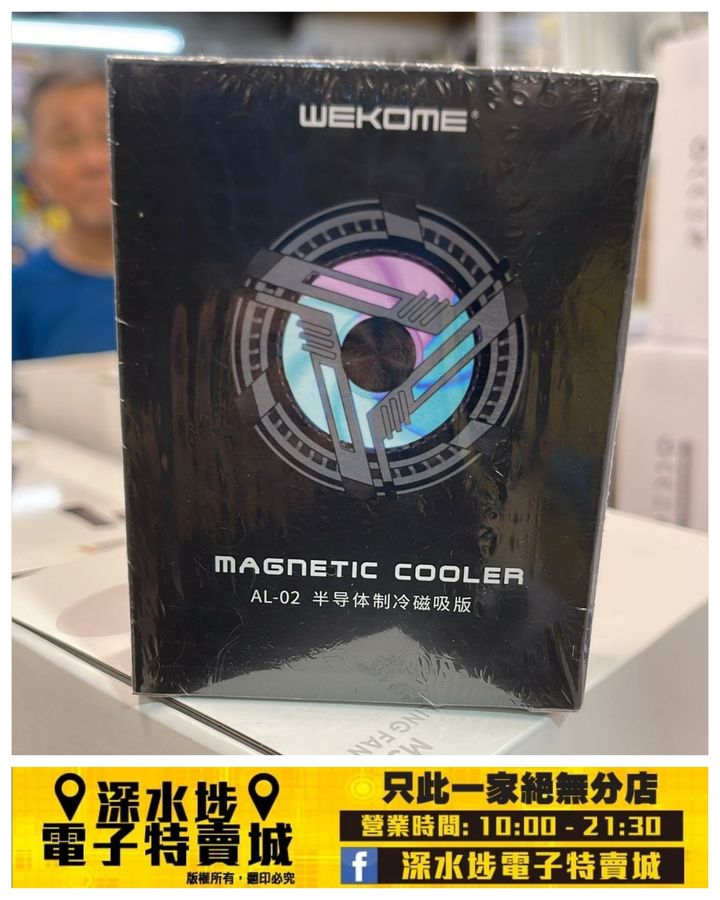 WEKOME®
MAGNETIC COOLER
AL-02 半导体制冷磁吸版
深水埗
電子特賣城
版權所有，翻印必究
只此一家絕無分店
營業時間: 10:00 - 21:30
深水埗電子特賣城